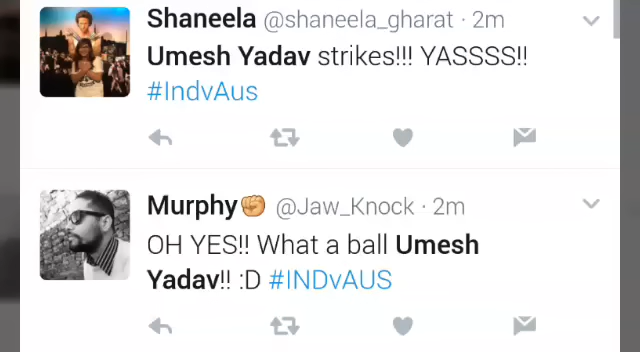 Shaneela @shaneela_gharat · 2m
Umesh Yadav strikes!!! YASSSS!!
#IndvAus
Murphy✊ @Jaw_Knock · 2m
OH YES!! What a ball Umesh
Yadav!! :D #INDvAUS